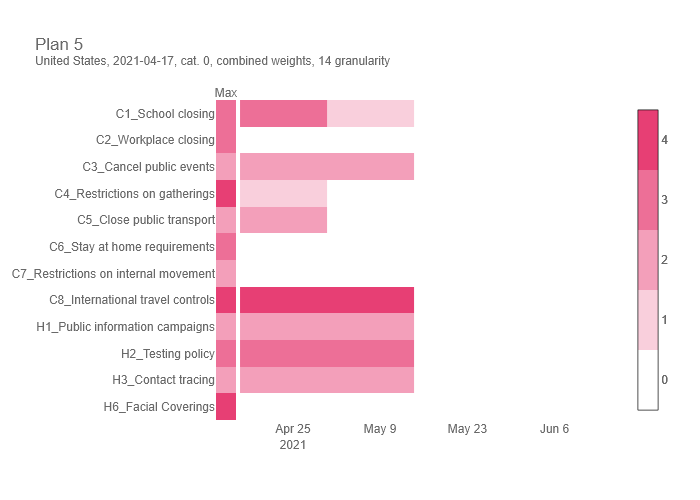 Plan 5
United States, 2021-04-17, cat. 0, combined weights, 14 granularity
Max
C1_School closing
C2_Workplace closing
C3_Cancel public events
C4_Restrictions on gatherings
C5_Close public transport
C6_Stay at home requirements
C7_Restrictions on internal movement
C8_International travel controls
H1_Public information campaigns
H2_Testing policy
H3_Contact tracing
H6_Facial Coverings
Apr 25 May 9 May 23 Jun 6
2021
4
3
2
1
0